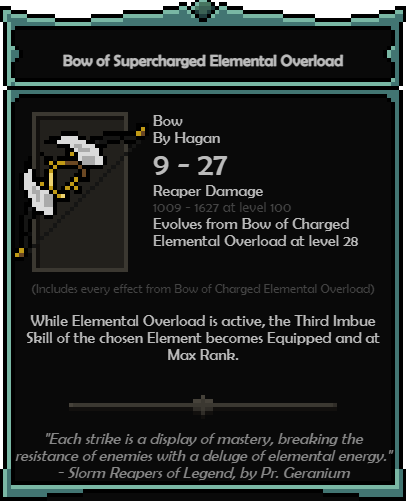 Bow of Supercharged Elemental Overload
Bow
By Hagan
9 - 27
Reaper Damage
1009 - 1627 at level 100
Evolves from Bow of Charged
Elemental Overload at level 28
(Includes every effect from Bow of Charged Elemental Overload)
While Elemental Overload is active, the Third Imbue
Skill of the chosen Element becomes Equipped and at
Max Rank.
"Each strike is a display of mastery, breaking the
resistance of enemies with a deluge of elemental energy."
- Slorm Reapers of Legend, by Pr. Geranium